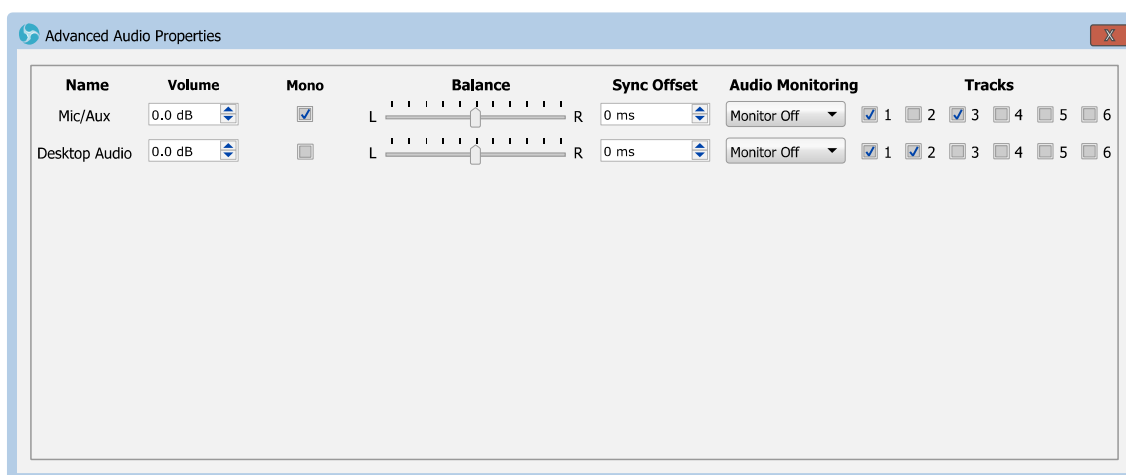 Advanced Audio Properties X
Name Volume Mono Balance Sync Offset Audio Monitoring Tracks
Mic/Aux 0.0 dB L R 0 ms Monitor Off 1 2 3 4 5 6
Desktop Audio 0.0 dB L R 0 ms Monitor Off 1 2 3 4 5 6